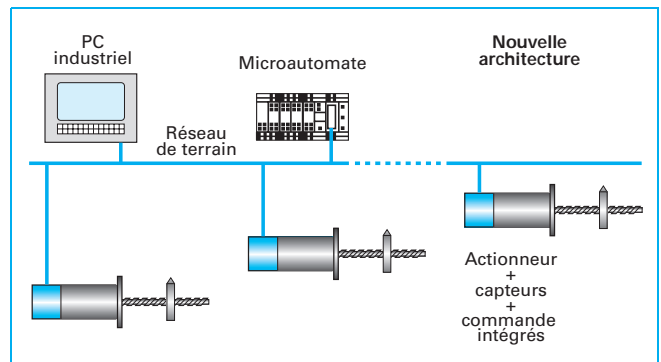 PC
industriel
Microautomate
Nouvelle
architecture
Réseau
de terrain
Actionneur
+
capteurs
+
commande
intégrés